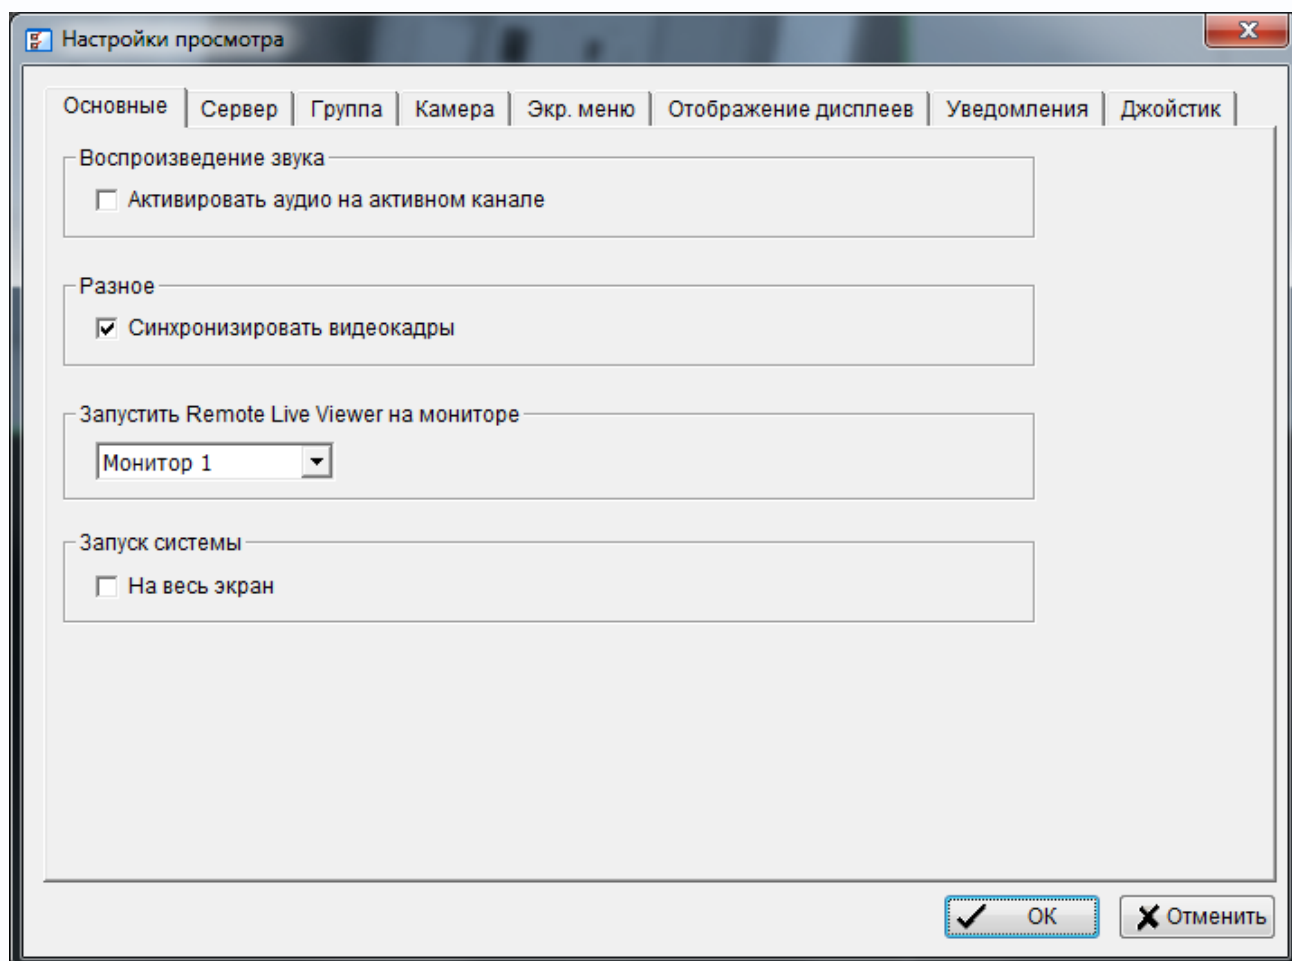 Настройки просмотра
Основные Сервер Группа Камера Экр. меню Отображение дисплеев Уведомления Джойстик
Воспроизведение звука
Активировать аудио на активном канале
Разное
Синхронизировать видеокадры
Запустить Remote Live Viewer на мониторе
Монитор 1
Запуск системы
На весь экран
ОК Отменить